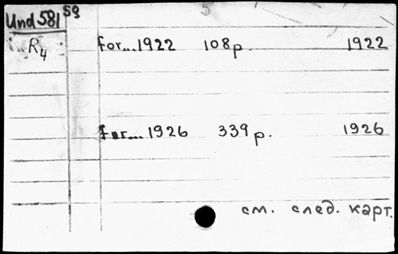 Und 581 59
R4
for... 1922 108 p. 1922
for... 1926 339 p. 1926
см. след. карт.